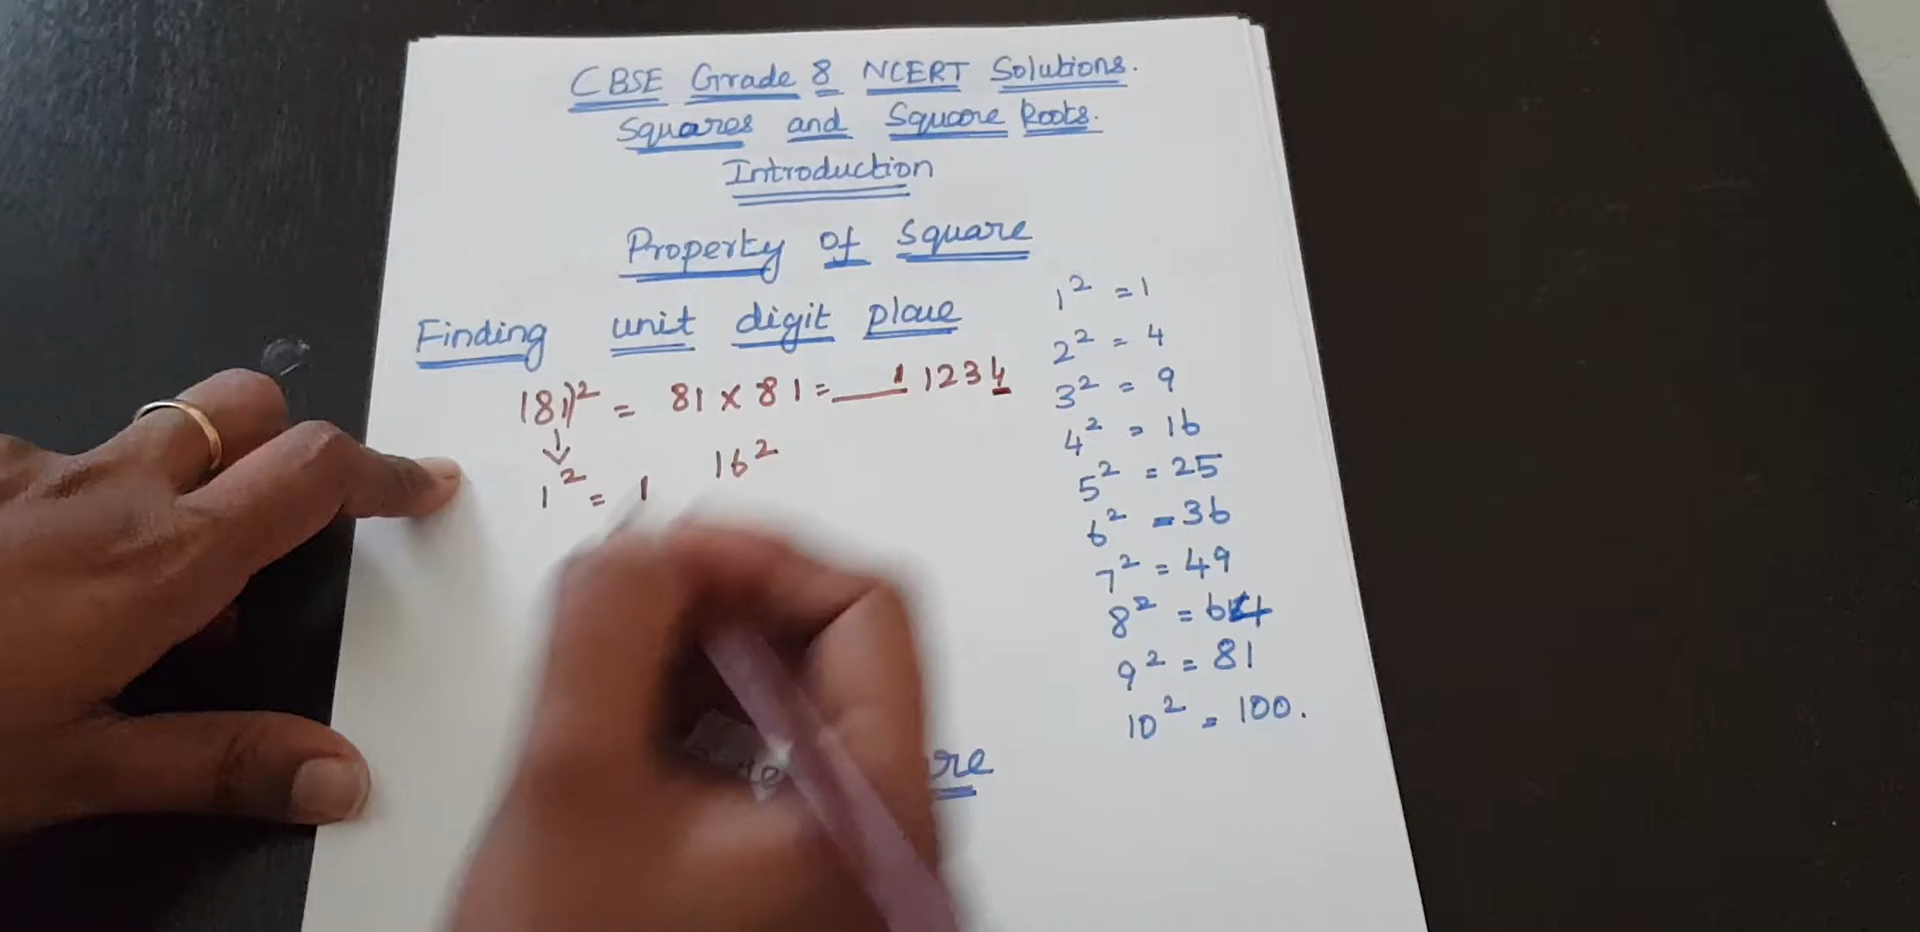 CBSE Grade 8 NCERT Solutions.
Squares and Square Roots.
Introduction
Property of square
Finding unit digit place
(81)² = 81 × 81 = 1 1234
1² = 1 16²
1² = 1
2² = 4
3² = 9
4² = 16
5² = 25
6² = 36
7² = 49
8² = 64
9² = 81
10² = 100.